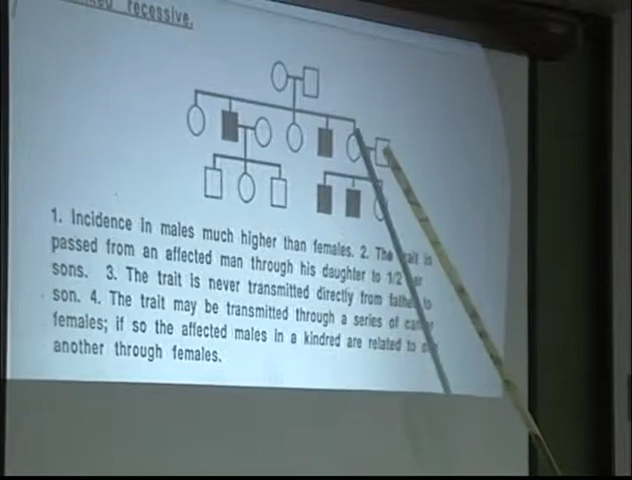 recessive.
1. Incidence in males much higher than females. 2. The is
passed from an affected man through his daughter to 1/2
sons. 3. The trait is never transmitted directly from to
son. 4. The trait may be transmitted through a series of
females; if so the affected males in a kindred are related to
another through females.